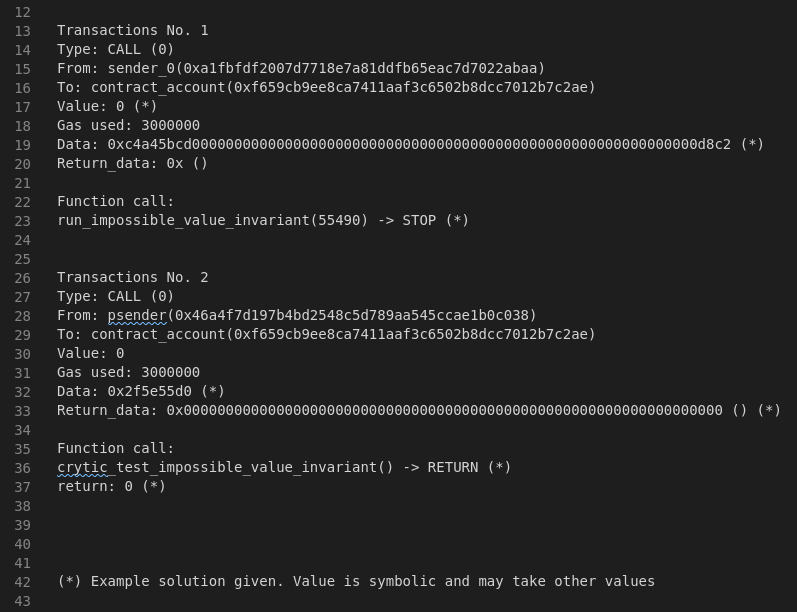 12
13 Transactions No. 1
14 Type: CALL (0)
15 From: sender_0(0xa1fbfdf2007d7718e7a81ddfb65eac7d7022abaa)
16 To: contract_account(0xf659cb9ee8ca7411aaf3c6502b8dcc7012b7c2ae)
17 Value: 0 (*)
18 Gas used: 3000000
19 Data: 0xc4a45bcd000000000000000000000000000000000000000000000000000000000000d8c2 (*)
20 Return_data: 0x ()
21
22 Function call:
23 run_impossible_value_invariant(55490) -> STOP (*)
24
25
26 Transactions No. 2
27 Type: CALL (0)
28 From: psender(0x46a4f7d197b4bd2548c5d789aa545ccae1b0c038)
29 To: contract_account(0xf659cb9ee8ca7411aaf3c6502b8dcc7012b7c2ae)
30 Value: 0
31 Gas used: 3000000
32 Data: 0x2f5e55d0 (*)
33 Return_data: 0x0000000000000000000000000000000000000000000000000000000000000000 () (*)
34
35 Function call:
36 crytic_test_impossible_value_invariant() -> RETURN (*)
37 return: 0 (*)
38
39
40
41
42 (*) Example solution given. Value is symbolic and may take other values
43